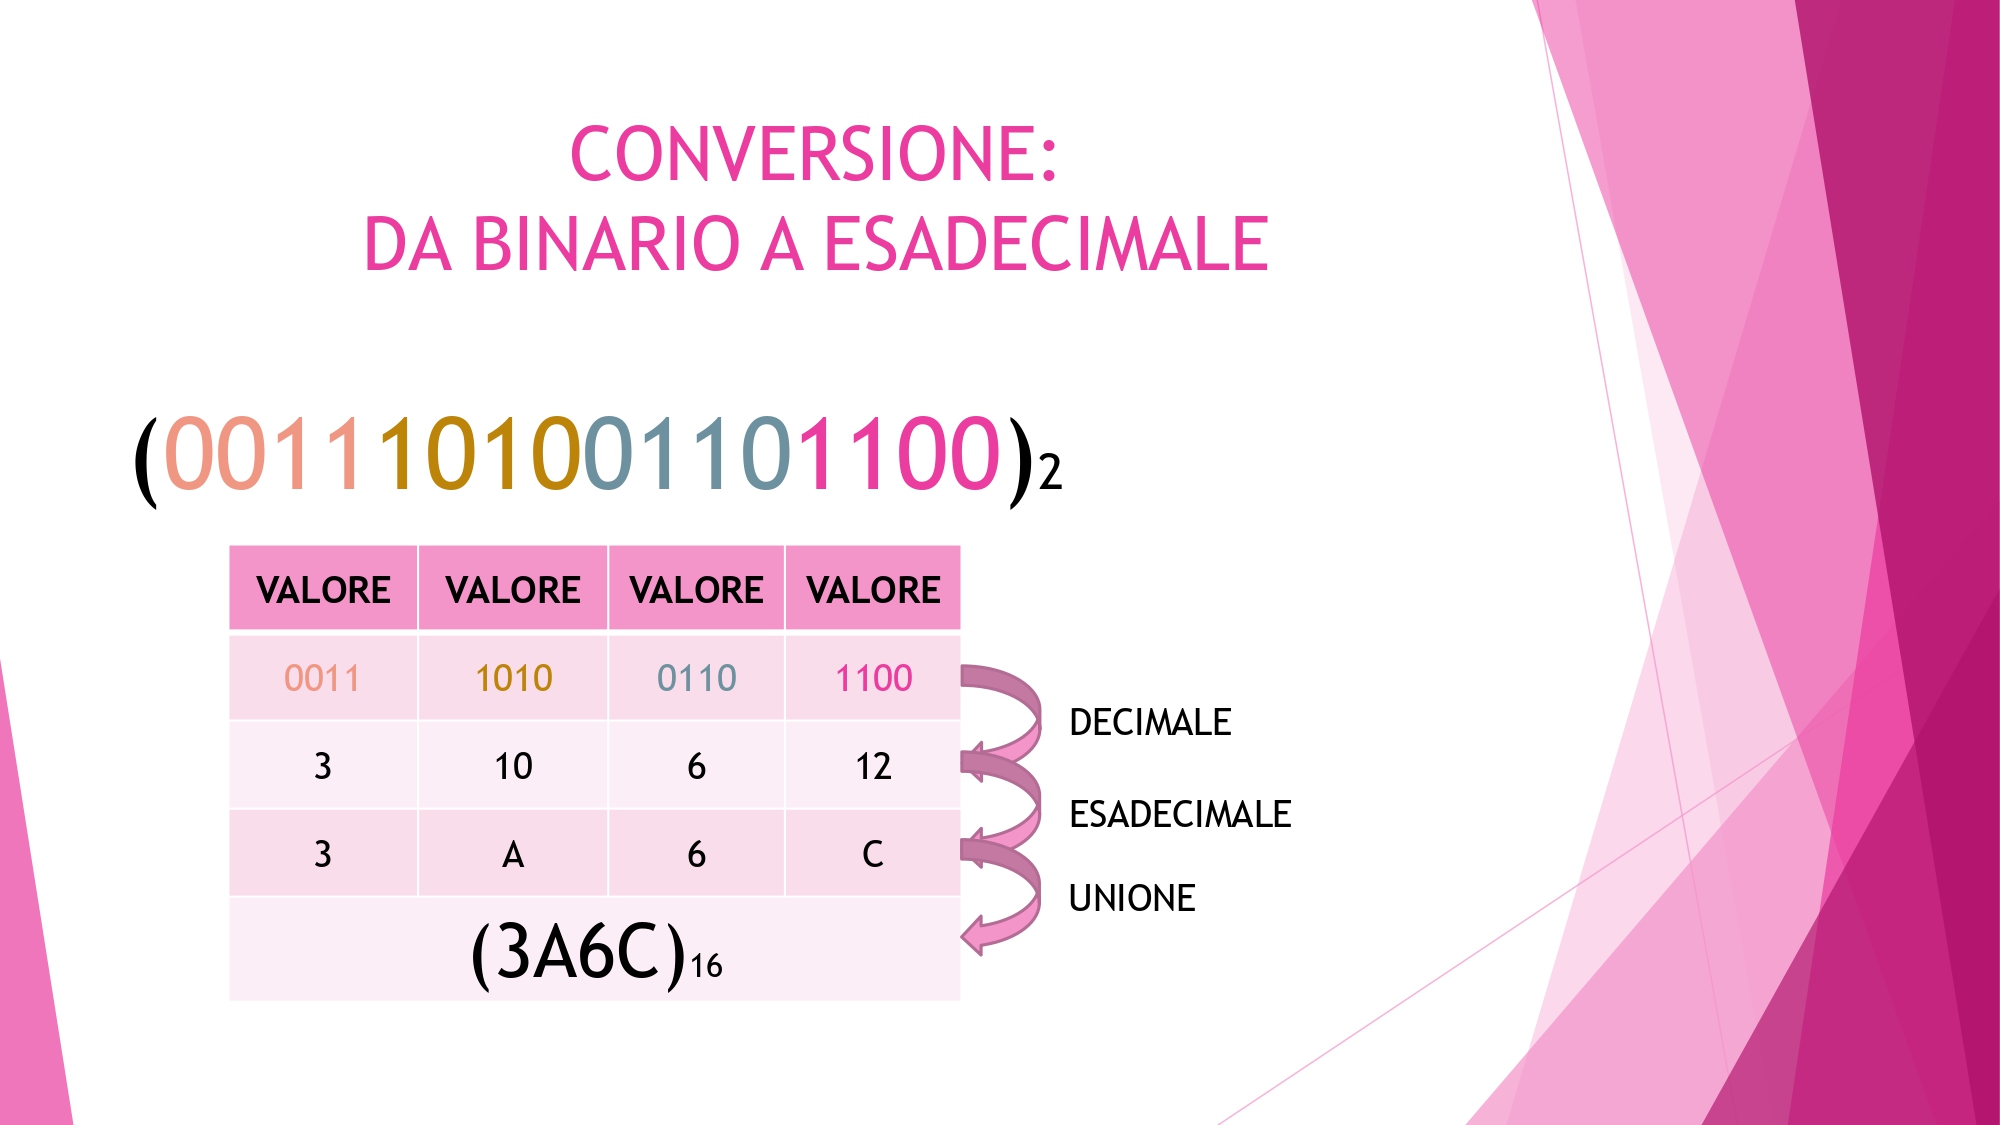 CONVERSIONE:
DA BINARIO A ESADECIMALE
(0011101001101100)2
VALORE VALORE VALORE VALORE
0011 1010 0110 1100
DECIMALE
3 10 6 12
ESADECIMALE
3 A 6 C
UNIONE
(3A6C)16